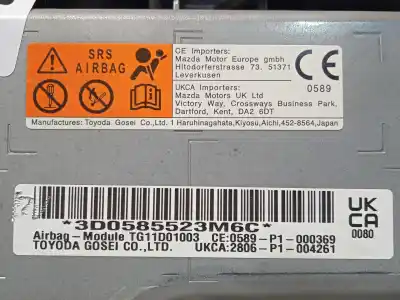 SRS
AIRBAG
CE Importers:
Mazda Motor Europe gmbh
Hitdorferstrasse 73. 51371
Leverkusen
CE
0589
UKCA Importers:
Mazda Motors UK Ltd
Victory Way, Crossways Business Park,
Dartford, Kent, DA2 6DT
Manufactures: Toyoda Gosei Co.,Ltd. 1 Haruhinagahata,Kiyosu,Aichi,452-8564,Japan
*3D0585523M6C*
Airbag-Module TG11D01003 CE:0589-P1-000369
TOYODA GOSEI CO.,LTD. UKCA:2806-P1-004261
UK
CA
0080